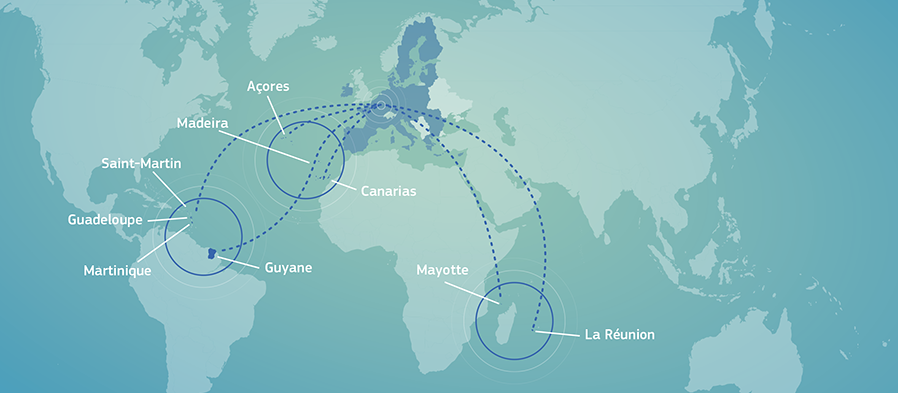 Açores
Madeira
Saint-Martin
Canarias
Guadeloupe
Martinique
Guyane
Mayotte
La Réunion